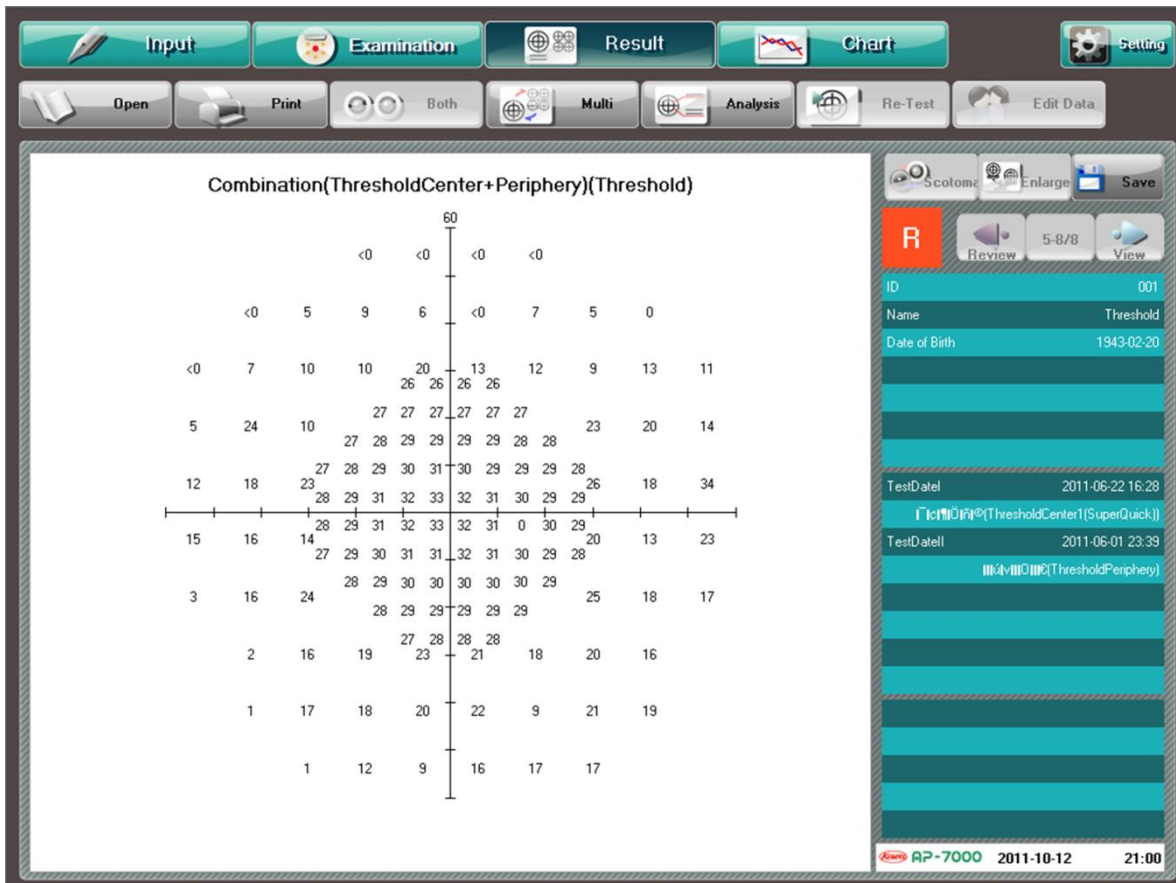 Input Examination Result Chart Setting
Open Print Both Multi Analysis Re-Test Edit Data
Combination(ThresholdCenter+Periphery)(Threshold)
60
<0 <0 <0 <0
<0 5 9 6 <0 7 5 0
<0 7 10 10 20 13 12 9 13 11
26 26 26 26
27 27 27 27 27 27
5 24 10 23 20 14
27 28 29 29 29 29 28 28
27 28 29 30 31 30 29 29 29 28
12 18 23 26 18 34
28 29 31 32 33 32 31 30 29 29
28 29 31 32 33 32 31 0 30 29
15 16 14 20 13 23
27 29 30 31 31 32 31 30 29 28
28 29 30 30 30 30 30 29
3 16 24 25 18 17
28 29 29 29 29 29
27 28 28 28
2 16 19 23 21 18 20 16
1 17 18 20 22 9 21 19
1 12 9 16 17 17
Scotoma Enlarge Save
R Review 5-8/8 View
ID 001
Name Threshold
Date of Birth 1943-02-20
TestDateI 2011-06-22 16:28
(ThresholdCenter1(SuperQuick))
TestDateII 2011-06-01 23:39
(ThresholdPeriphery)
Kowa AP-7000 2011-10-12 21:00